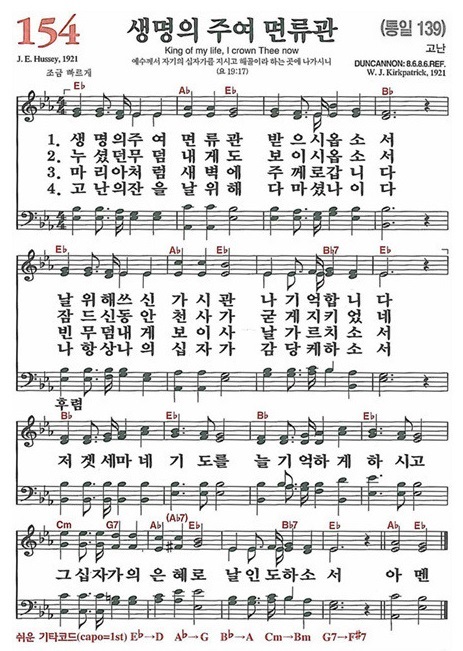 154
생명의 주여 면류관
(통일 139)
King of my life, I crown Thee now
고난
J. E. Hussey, 1921
예수께서 자기의 십자가를 지시고 해골이라 하는 곳에 나가시니
DUNCANNON: 8.6.8.6.REF.
조금 빠르게
(요 19:17)
W. J. Kirkpatrick, 1921
E♭ A♭ E♭ B♭
1. 생 명의주여 면류관 받으시옵소서
2. 누셨던무덤 내게도 보이시옵소서
3. 마리아처럼 새벽에 주께로갑니다
4. 고난의잔을 날위해 다마셨나이다
E♭ A♭ E♭ B♭7 E♭
날위해쓰신 가시관 나기억합니다
잠드신동안 천사가 굳게지키었네
빈무덤내게 보이사 날가르치소서
나항상나의 십자가 감당케하소서
후렴
B♭ E♭ B♭ E♭
저 겟세마네 기도를 늘기억하게 하시고
Cm G7 A♭ (A♭7) E♭ B♭7 E♭ A♭ E♭
그십자가의 은혜로 날인도하소서 아멘
쉬운 기타코드(capo=1st) E♭→D A♭→G B♭→A Cm→Bm G7→F#7